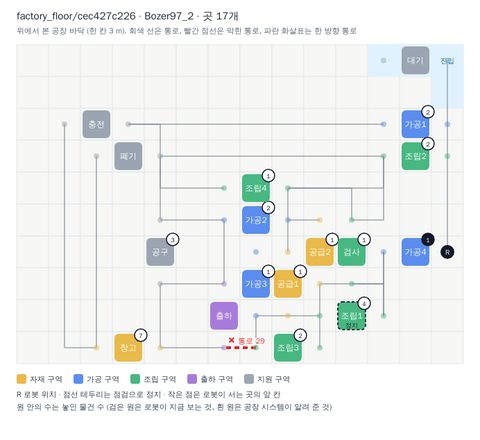 factory_floor/cec427c226 · Bozer97_2 · 곳 17개
위에서 본 공장 바닥 (한 칸 3 m). 회색 선은 통로, 빨간 점선은 막힌 통로, 파란 화살표는 한 방향 통로
대기
진입
충전
가공1
2
폐기
조립2
2
조립4
1
가공2
2
공구
3
공급2
1
검사
1
가공4
1
R
가공3
1
공급1
1
출하
조립1
4
정지
✖ 통로 29
창고
7
조립3
2
자재 구역
가공 구역
조립 구역
출하 구역
지원 구역
R 로봇 위치 · 점선 테두리는 점검으로 정지 · 작은 점은 로봇이 서는 곳의 앞 칸
원 안의 수는 놓인 물건 수 (검은 원은 로봇이 지금 보는 것, 흰 원은 공장 시스템이 알려 준 것)